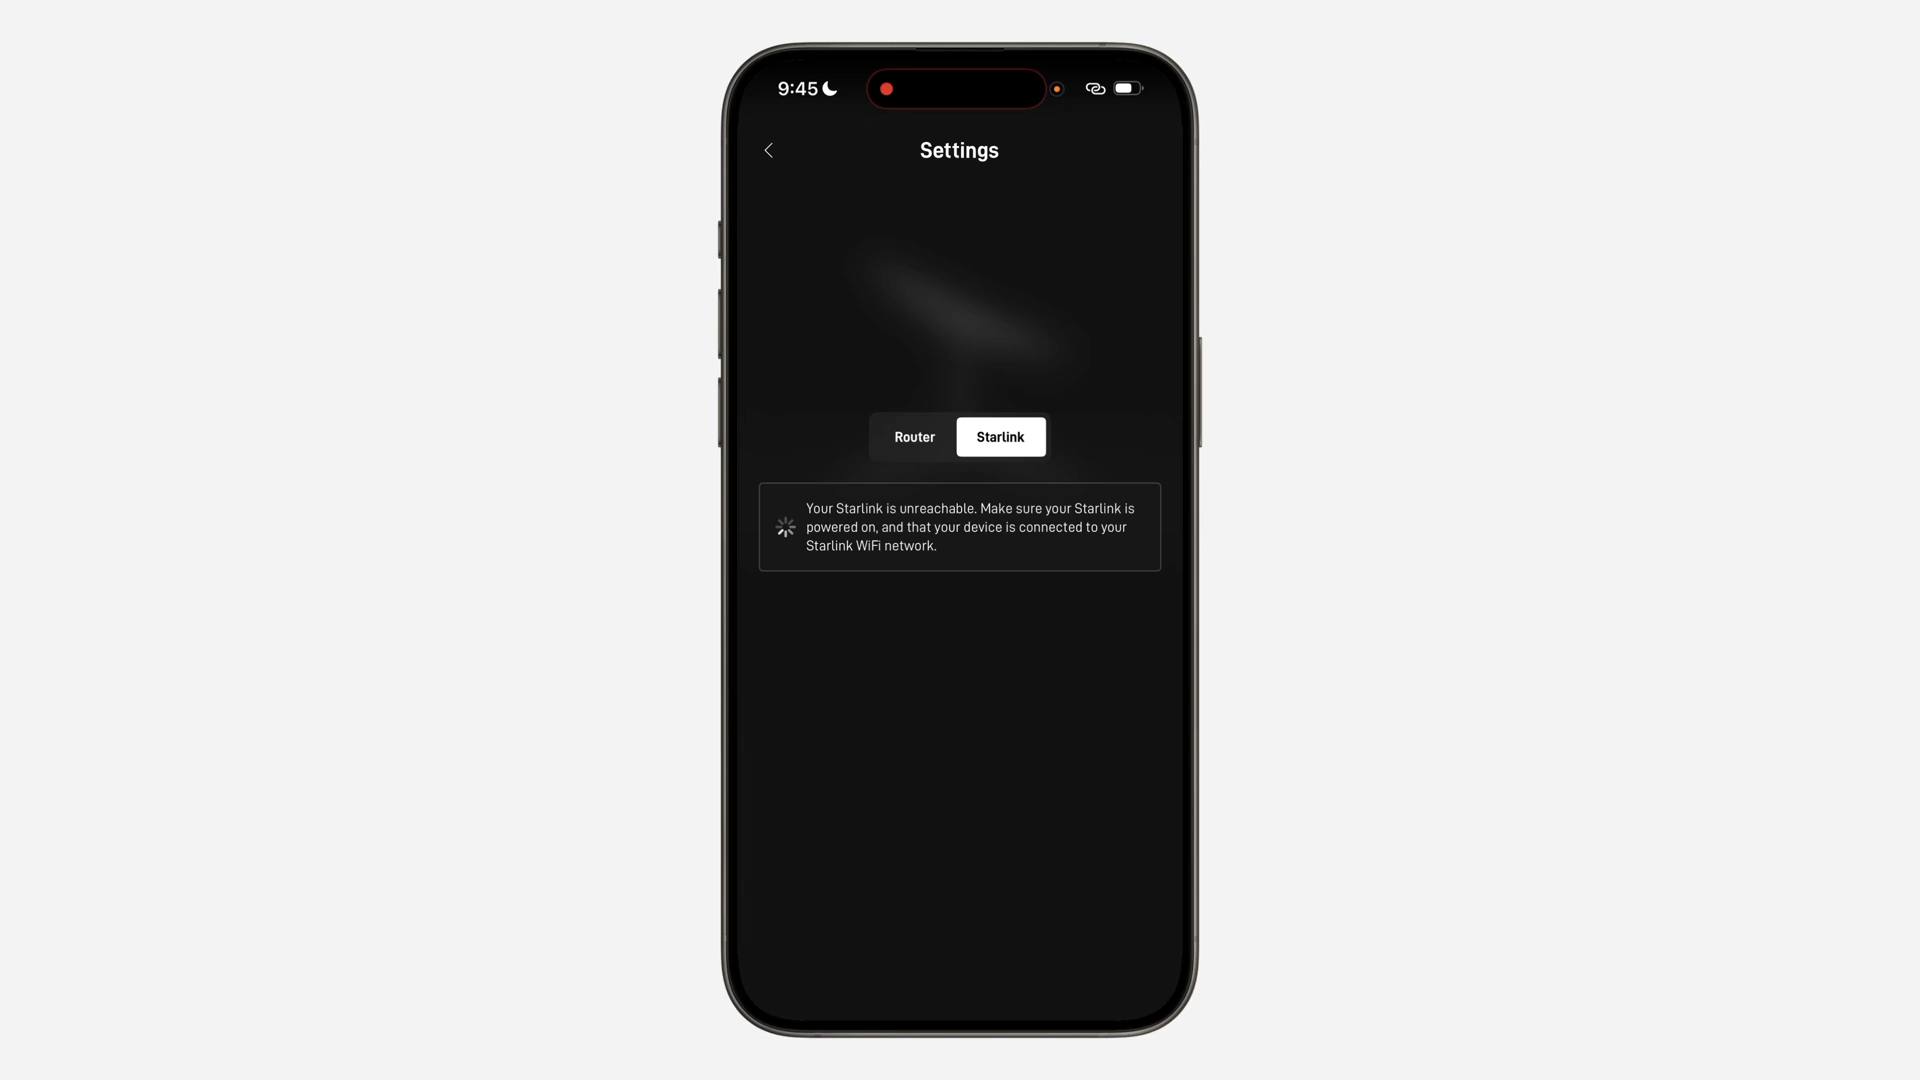 9:45
Settings
Router
Starlink
Your Starlink is unreachable. Make sure your Starlink is
powered on, and that your device is connected to your
Starlink WiFi network.